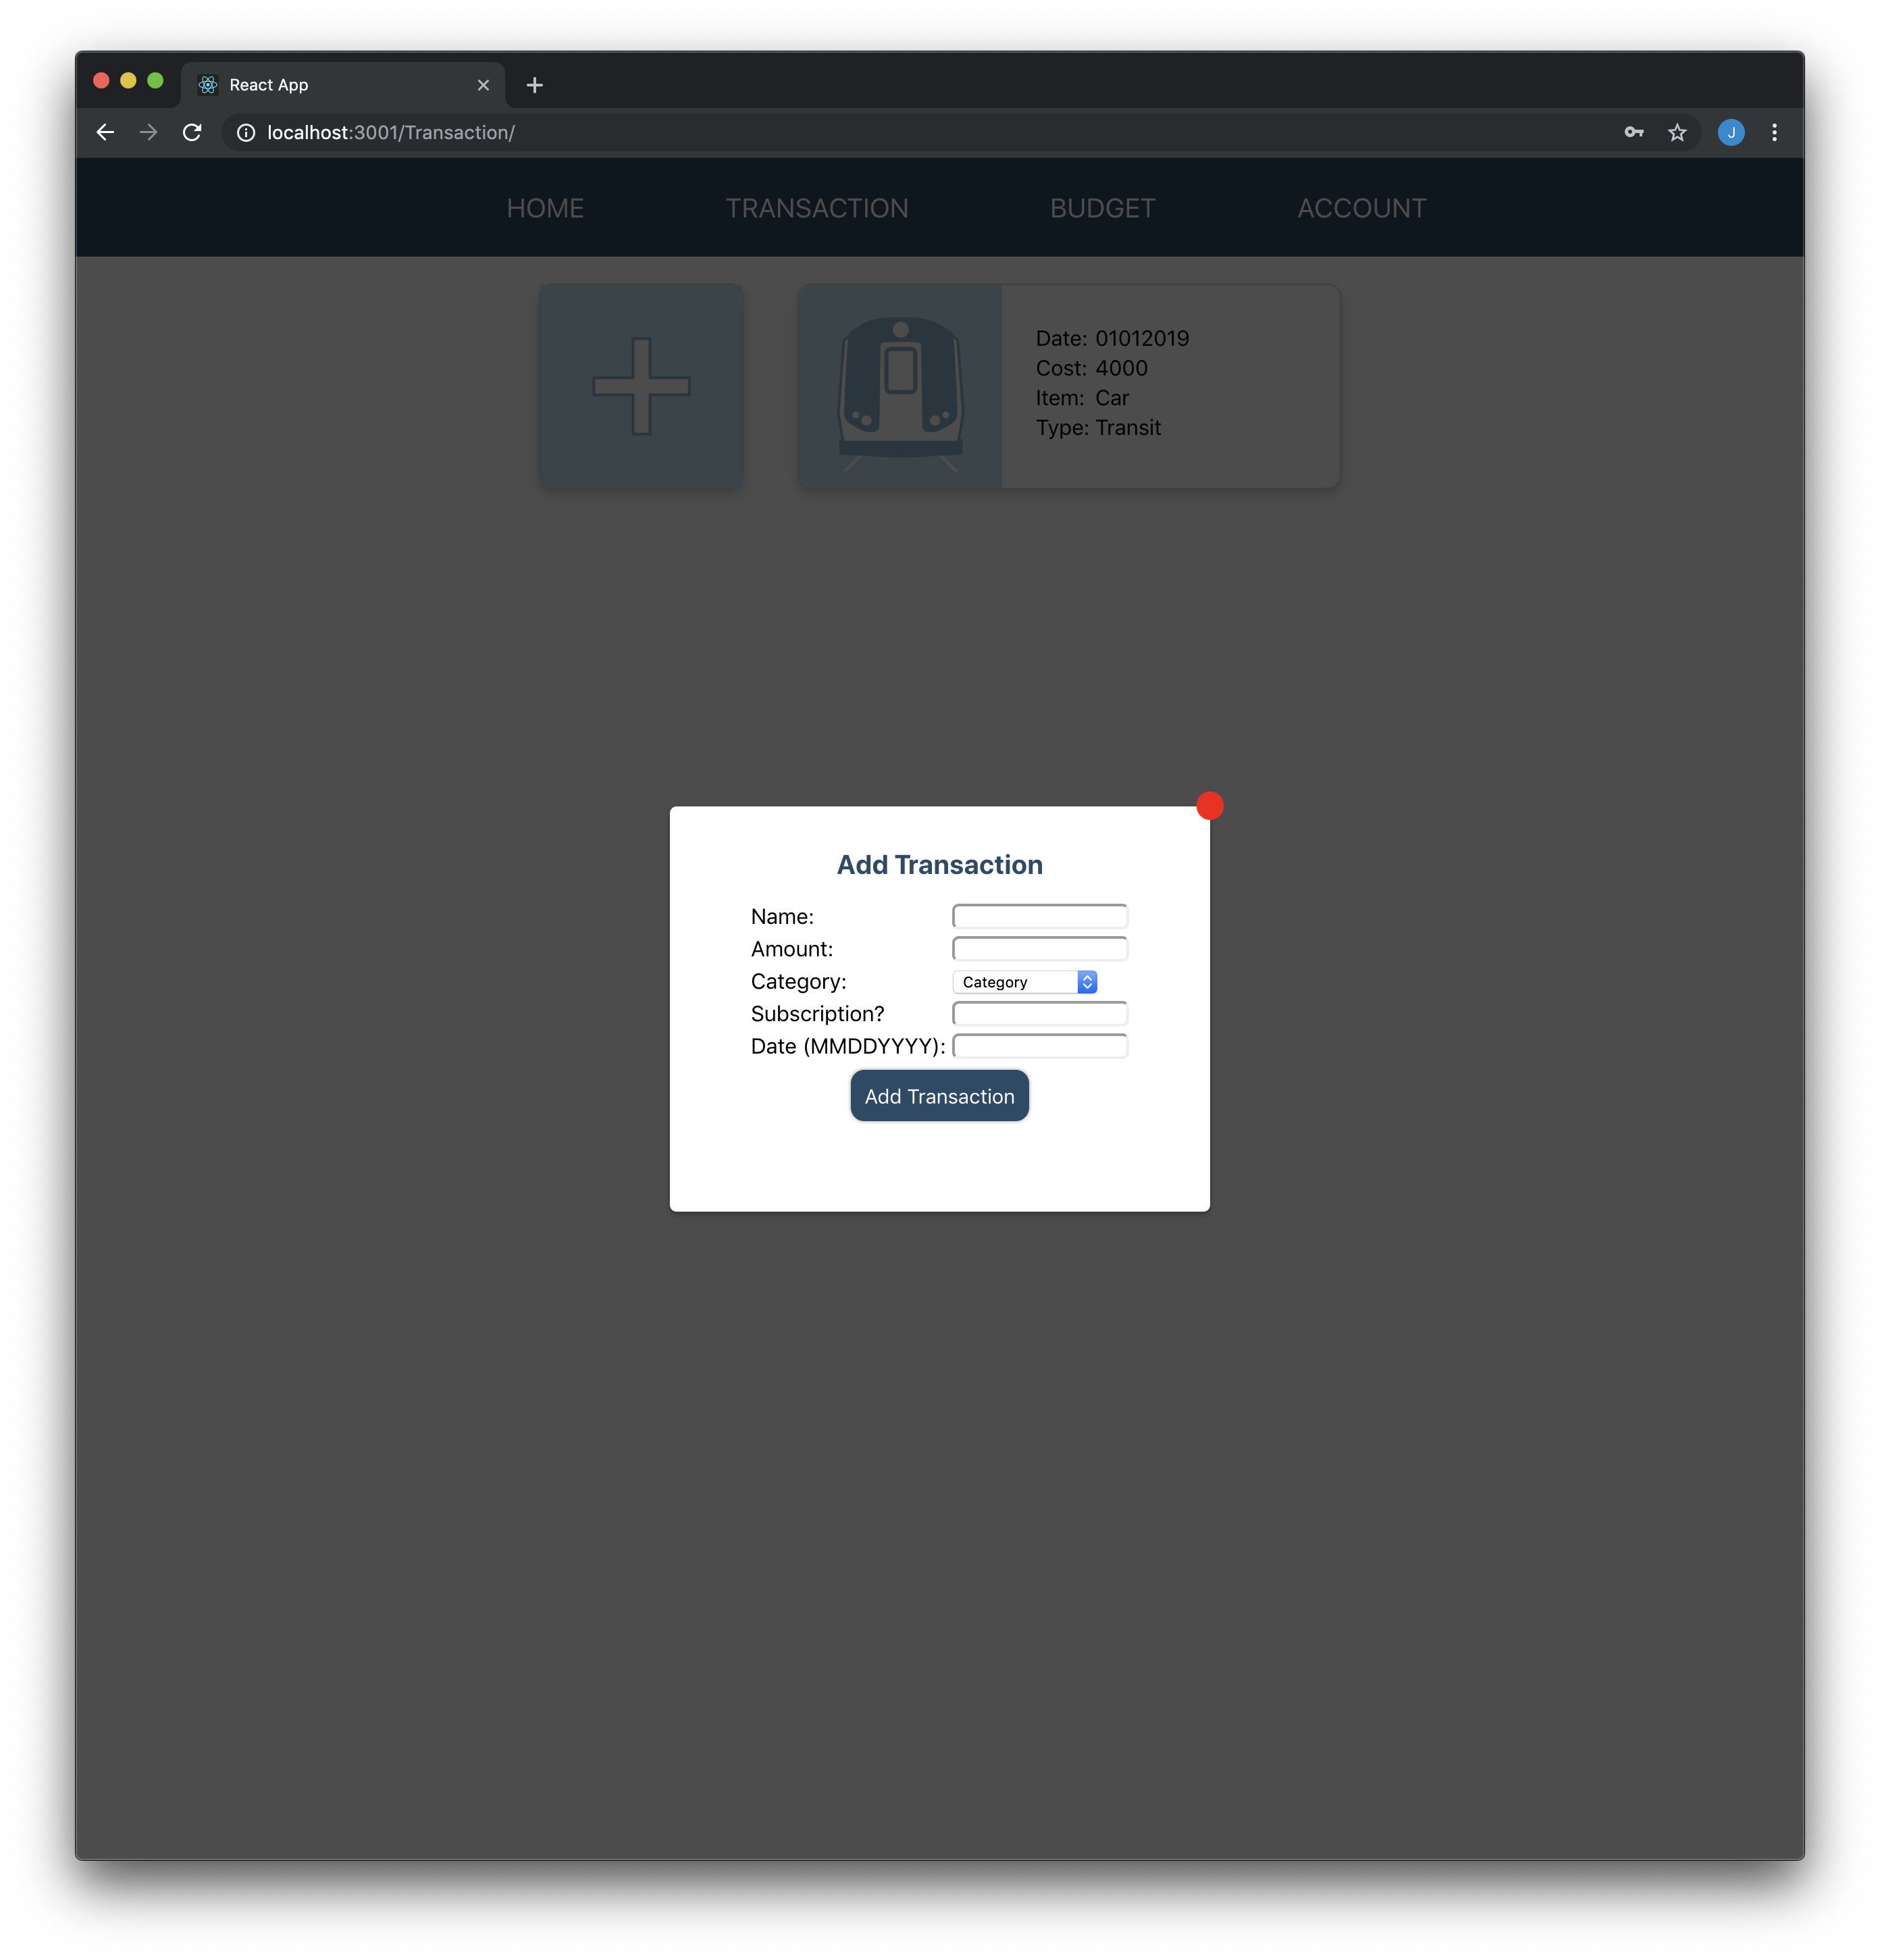 React App
localhost:3001/Transaction/
J
HOME TRANSACTION BUDGET ACCOUNT
Date: 01012019
Cost: 4000
Item: Car
Type: Transit
Add Transaction
Name:
Amount:
Category: Category
Subscription?
Date (MMDDYYYY):
Add Transaction